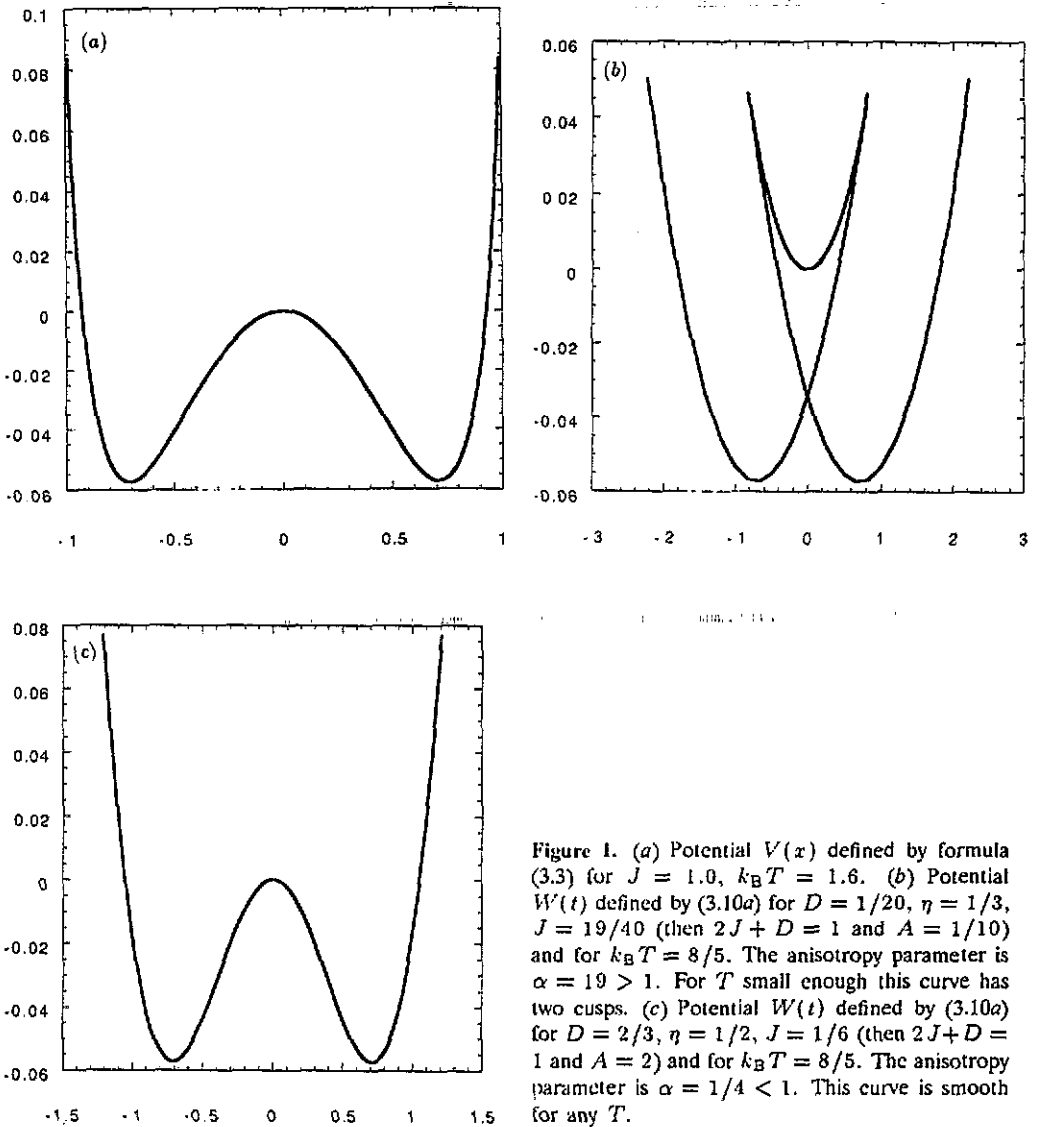 (a)
0.1
0.08
0.06
0.04
0.02
0
-0.02
-0.04
-0.06
-1 -0.5 0 0.5 1
(b)
0.06
0.04
0 02
0
-0.02
-0.04
-0.06
-3 -2 -1 0 1 2 3
(c)
0.08
0.06
0.04
0.02
0
-0.02
-0.04
-0.06
-1.5 -1 -0.5 0 0.5 1 1.5
Figure 1. (a) Potential V(x) defined by formula
(3.3) for J = 1.0, k_B T = 1.6. (b) Potential
W(t) defined by (3.10a) for D = 1/20, η = 1/3,
J = 19/40 (then 2J + D = 1 and A = 1/10)
and for k_B T = 8/5. The anisotropy parameter is
α = 19 > 1. For T small enough this curve has
two cusps. (c) Potential W(t) defined by (3.10a)
for D = 2/3, η = 1/2, J = 1/6 (then 2J+D =
1 and A = 2) and for k_B T = 8/5. The anisotropy
parameter is α = 1/4 < 1. This curve is smooth
for any T.